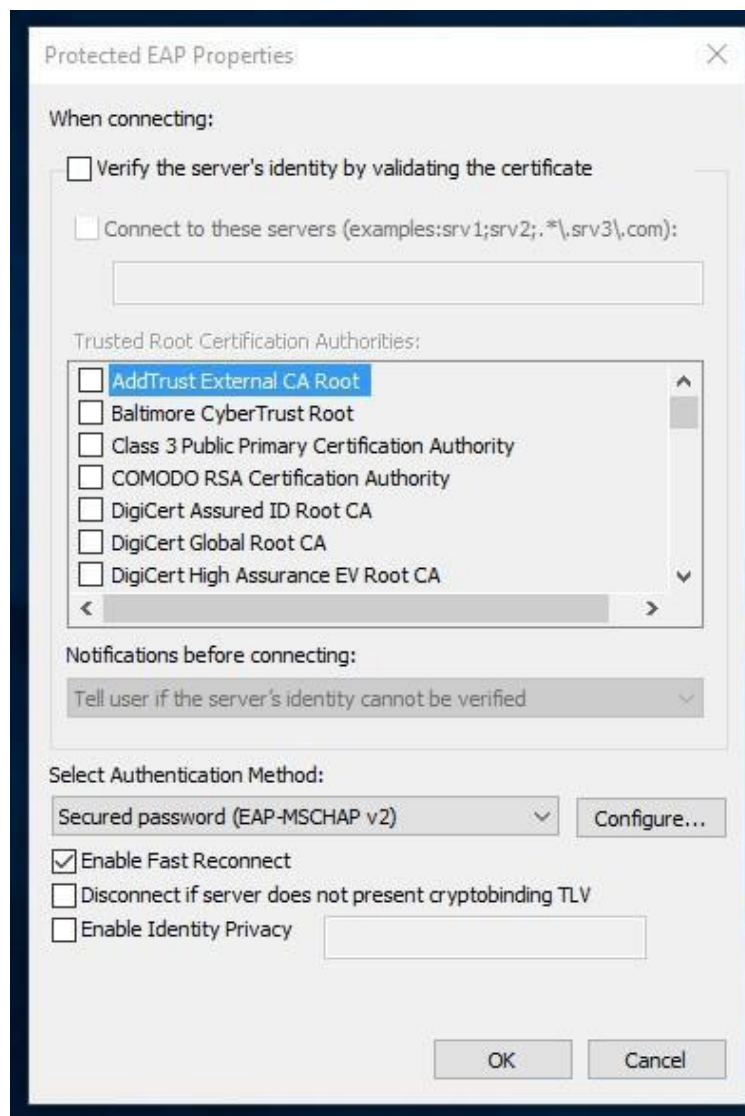 Protected EAP Properties
When connecting:
Verify the server's identity by validating the certificate
Connect to these servers (examples:srv1;srv2;.*\.srv3\.com):
Trusted Root Certification Authorities:
AddTrust External CA Root
Baltimore CyberTrust Root
Class 3 Public Primary Certification Authority
COMODO RSA Certification Authority
DigiCert Assured ID Root CA
DigiCert Global Root CA
DigiCert High Assurance EV Root CA
Notifications before connecting:
Tell user if the server's identity cannot be verified
Select Authentication Method:
Secured password (EAP-MSCHAP v2)
Configure...
Enable Fast Reconnect
Disconnect if server does not present cryptobinding TLV
Enable Identity Privacy
OK
Cancel